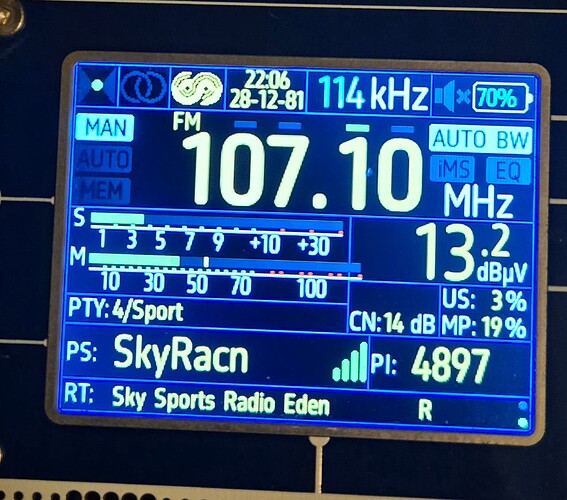 22:06
28-12-81
114 kHz
70%
MAN
FM
AUTO BW
AUTO
107.10
iMS EQ
MEM
MHz
S
1 3 5 7 9 +10 +30
13.2
dBµV
M
10 30 50 70 100
US: 3%
PTY: 4/Sport
CN: 14 dB
MP: 19%
PS: SkyRacn
PI: 4897
RT: Sky Sports Radio Eden R